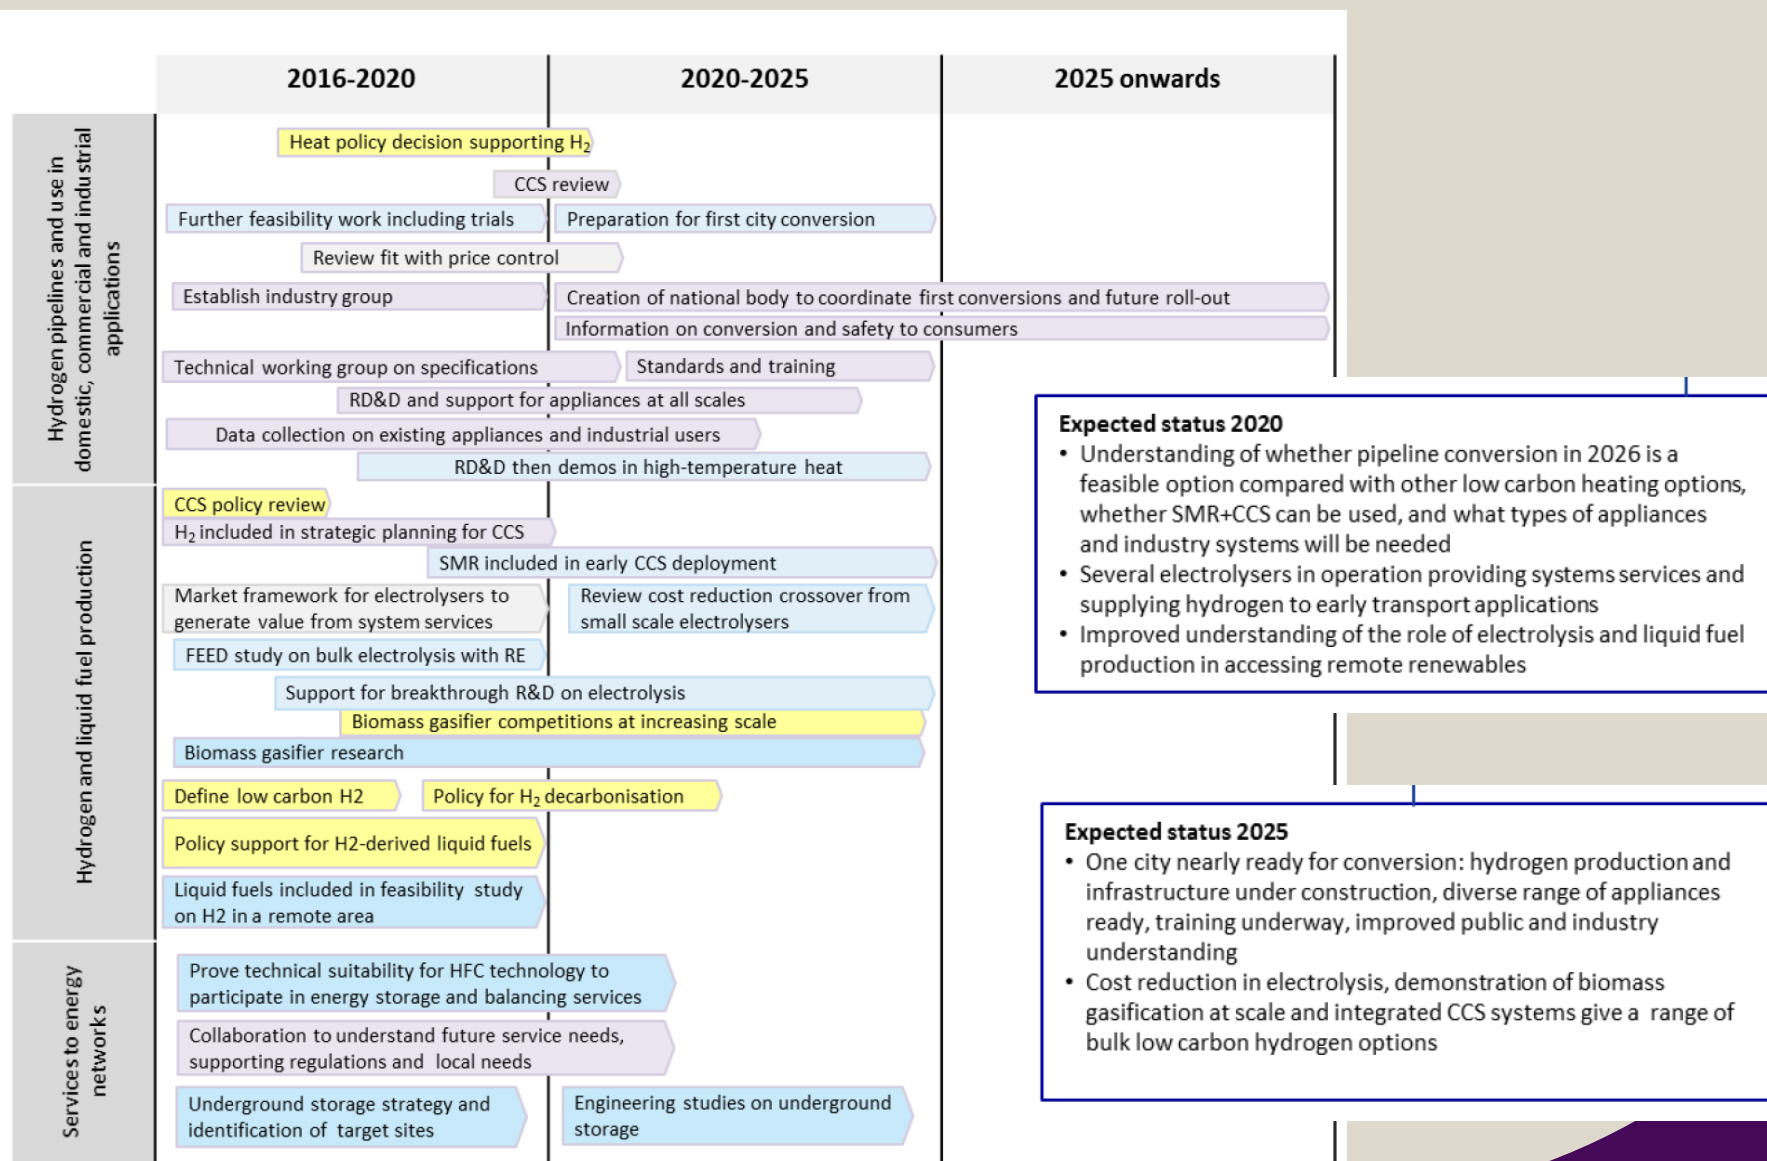 2016-2020
2020-2025
2025 onwards
Hydrogen pipelines and use in
domestic, commercial and industrial
applications
Heat policy decision supporting H₂
CCS review
Further feasibility work including trials
Preparation for first city conversion
Review fit with price control
Establish industry group
Creation of national body to coordinate first conversions and future roll-out
Information on conversion and safety to consumers
Technical working group on specifications
Standards and training
RD&D and support for appliances at all scales
Data collection on existing appliances and industrial users
RD&D then demos in high-temperature heat
Hydrogen and liquid fuel production
CCS policy review
H₂ included in strategic planning for CCS
SMR included in early CCS deployment
Market framework for electrolysers to
generate value from system services
Review cost reduction crossover from
small scale electrolysers
FEED study on bulk electrolysis with RE
Support for breakthrough R&D on electrolysis
Biomass gasifier competitions at increasing scale
Biomass gasifier research
Define low carbon H2
Policy for H₂ decarbonisation
Policy support for H2-derived liquid fuels
Liquid fuels included in feasibility study
on H2 in a remote area
Services to energy
networks
Prove technical suitability for HFC technology to
participate in energy storage and balancing services
Collaboration to understand future service needs,
supporting regulations and local needs
Underground storage strategy and
identification of target sites
Engineering studies on underground
storage
Expected status 2020
• Understanding of whether pipeline conversion in 2026 is a
feasible option compared with other low carbon heating options,
whether SMR+CCS can be used, and what types of appliances
and industry systems will be needed
• Several electrolysers in operation providing systems services and
supplying hydrogen to early transport applications
• Improved understanding of the role of electrolysis and liquid fuel
production in accessing remote renewables
Expected status 2025
• One city nearly ready for conversion: hydrogen production and
infrastructure under construction, diverse range of appliances
ready, training underway, improved public and industry
understanding
• Cost reduction in electrolysis, demonstration of biomass
gasification at scale and integrated CCS systems give a range of
bulk low carbon hydrogen options